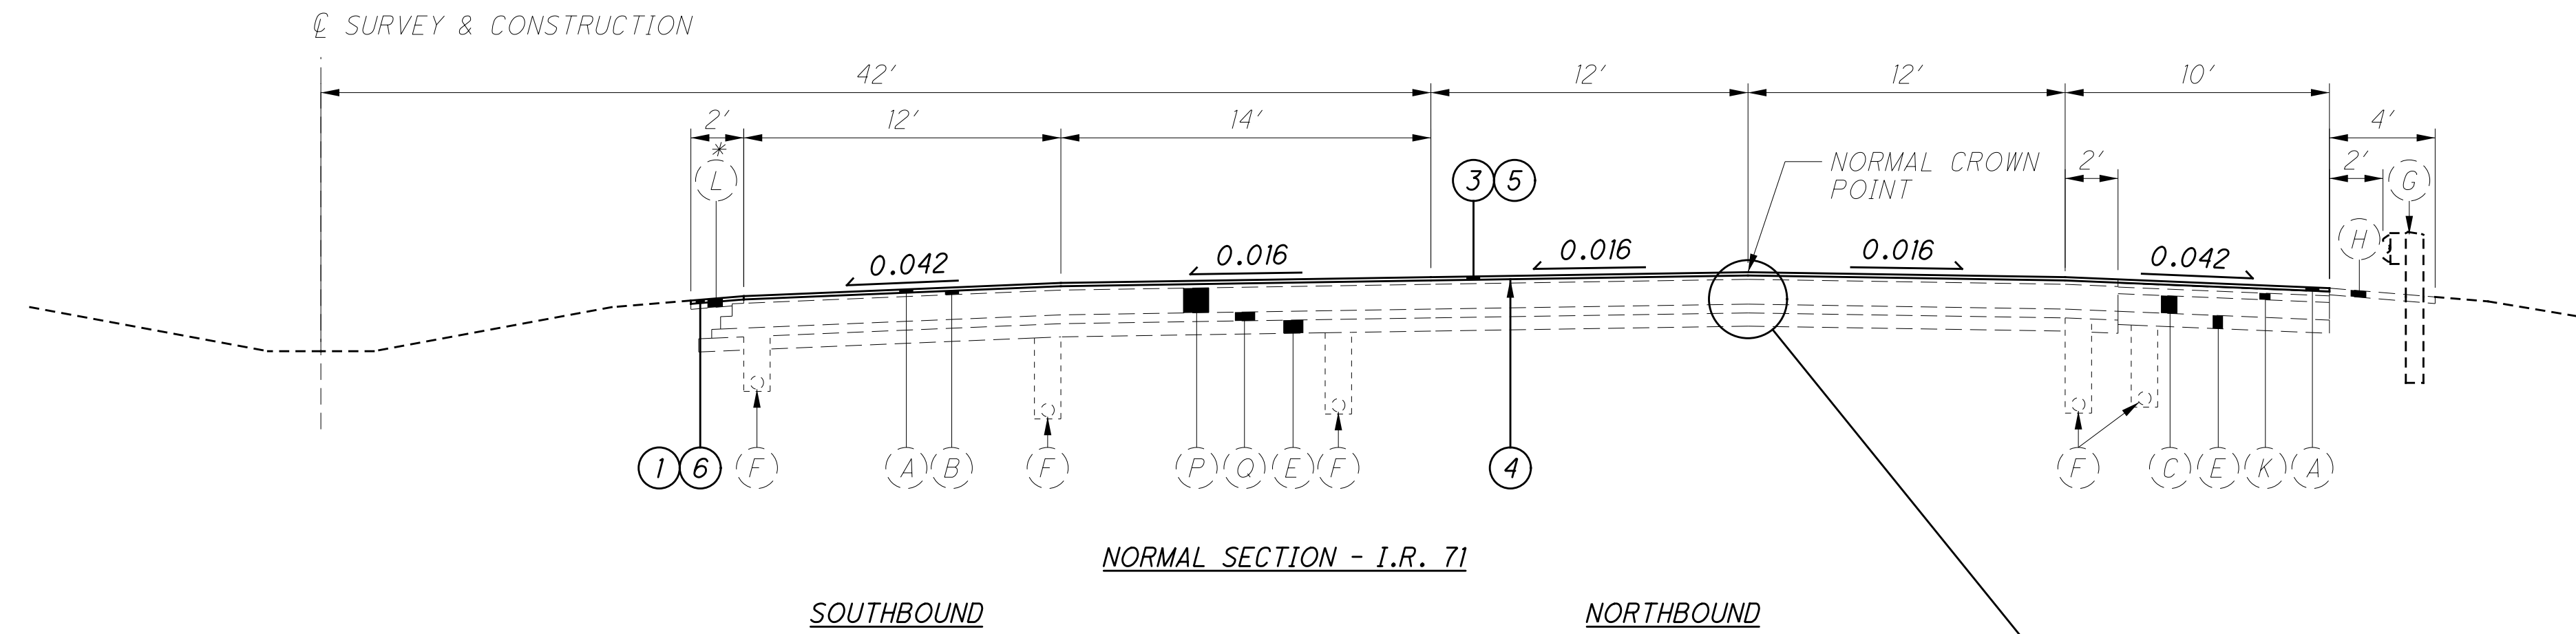 ℄ SURVEY & CONSTRUCTION
42' 12' 12' 10'
2' 12' 14' 4'
*
L 3 5 NORMAL CROWN 2' G
POINT
H
0.042 0.016 0.016 0.016 0.042
1 6 F A B F P Q E F 4 F C E K A
NORMAL SECTION - I.R. 71
SOUTHBOUND NORTHBOUND
2'